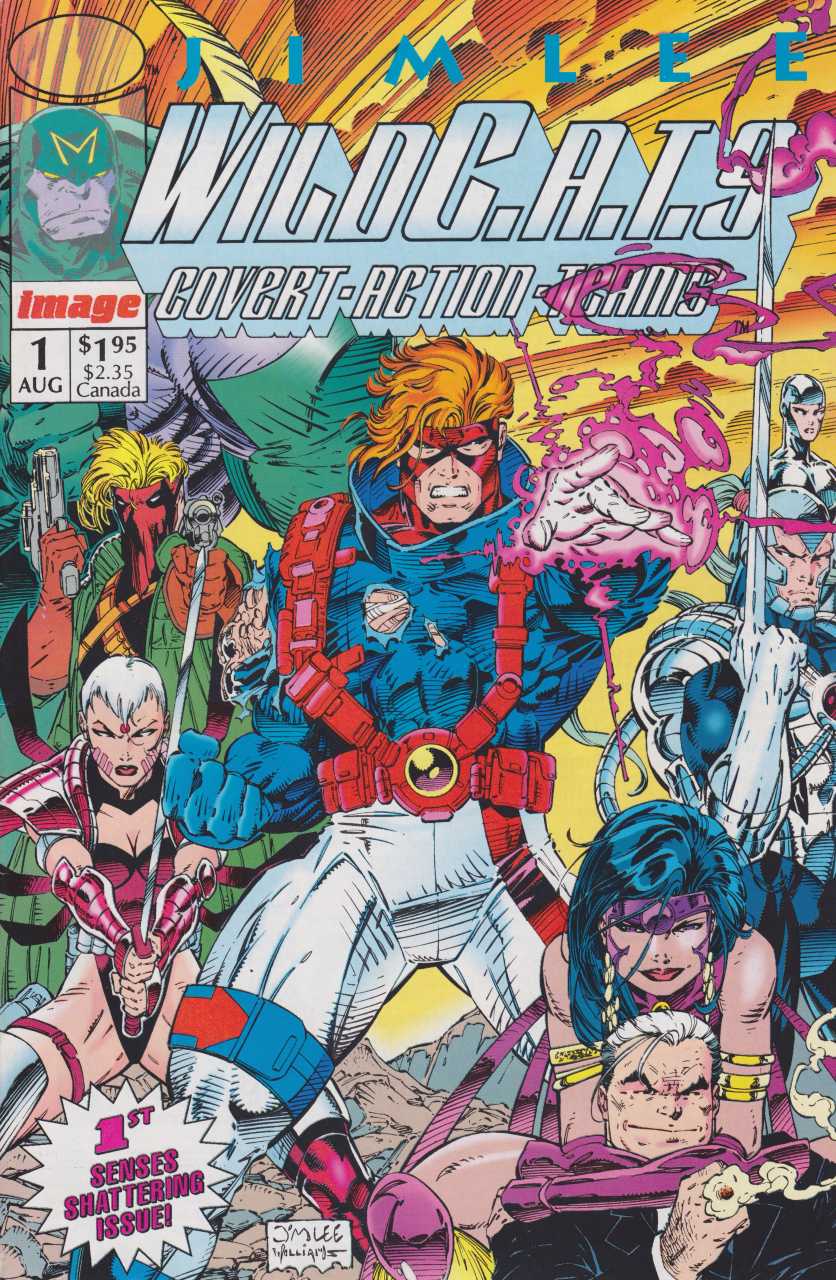 JIM LEE
WILDC.A.T.S
COVERT-ACTION-TEAMS
TM
M
image
1
AUG
$1.95
$2.35
Canada
1ST
SENSES
SHATTERING
ISSUE!
JIM LEE
WILLIAMS